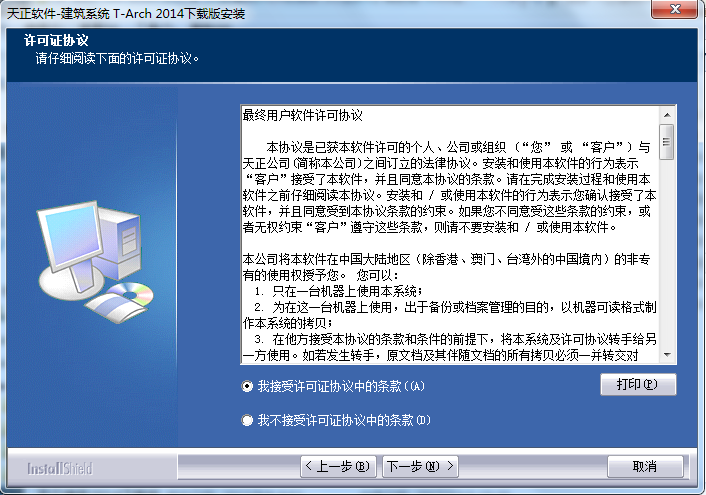 天正软件-建筑系统 T-Arch 2014下载版安装
许可证协议
请仔细阅读下面的许可证协议。
最终用户软件许可协议
本协议是已获本软件许可的个人、公司或组织 (“您” 或 “客户”) 与
天正公司(简称本公司)之间订立的法律协议。安装和使用本软件的行为表示
“客户”接受了本软件，并且同意本协议的条款。请在完成安装过程和使用本
软件之前仔细阅读本协议。安装和 / 或使用本软件的行为表示您确认接受了本
软件，并且同意受到本协议条款的约束。如果您不同意受这些条款的约束，或
者无权约束“客户”遵守这些条款，则请不要安装和 / 或使用本软件。
本公司将本软件在中国大陆地区（除香港、澳门、台湾外的中国境内）的非专
有的使用权授予您。 您可以：
1. 只在一台机器上使用本系统；
2. 为在这一台机器上使用，出于备份或档案管理的目的，以机器可读格式制
作本系统的拷贝；
3. 在他方接受本协议的条款和条件的前提下，将本系统及许可协议转手给另
一方使用。如若发生转手，原文档及其伴随文档的所有拷贝必须一并转交对
我接受许可证协议中的条款((A)
打印(P)
我不接受许可证协议中的条款(D)
InstallShield
< 上一步(B)
下一步(N) >
取消